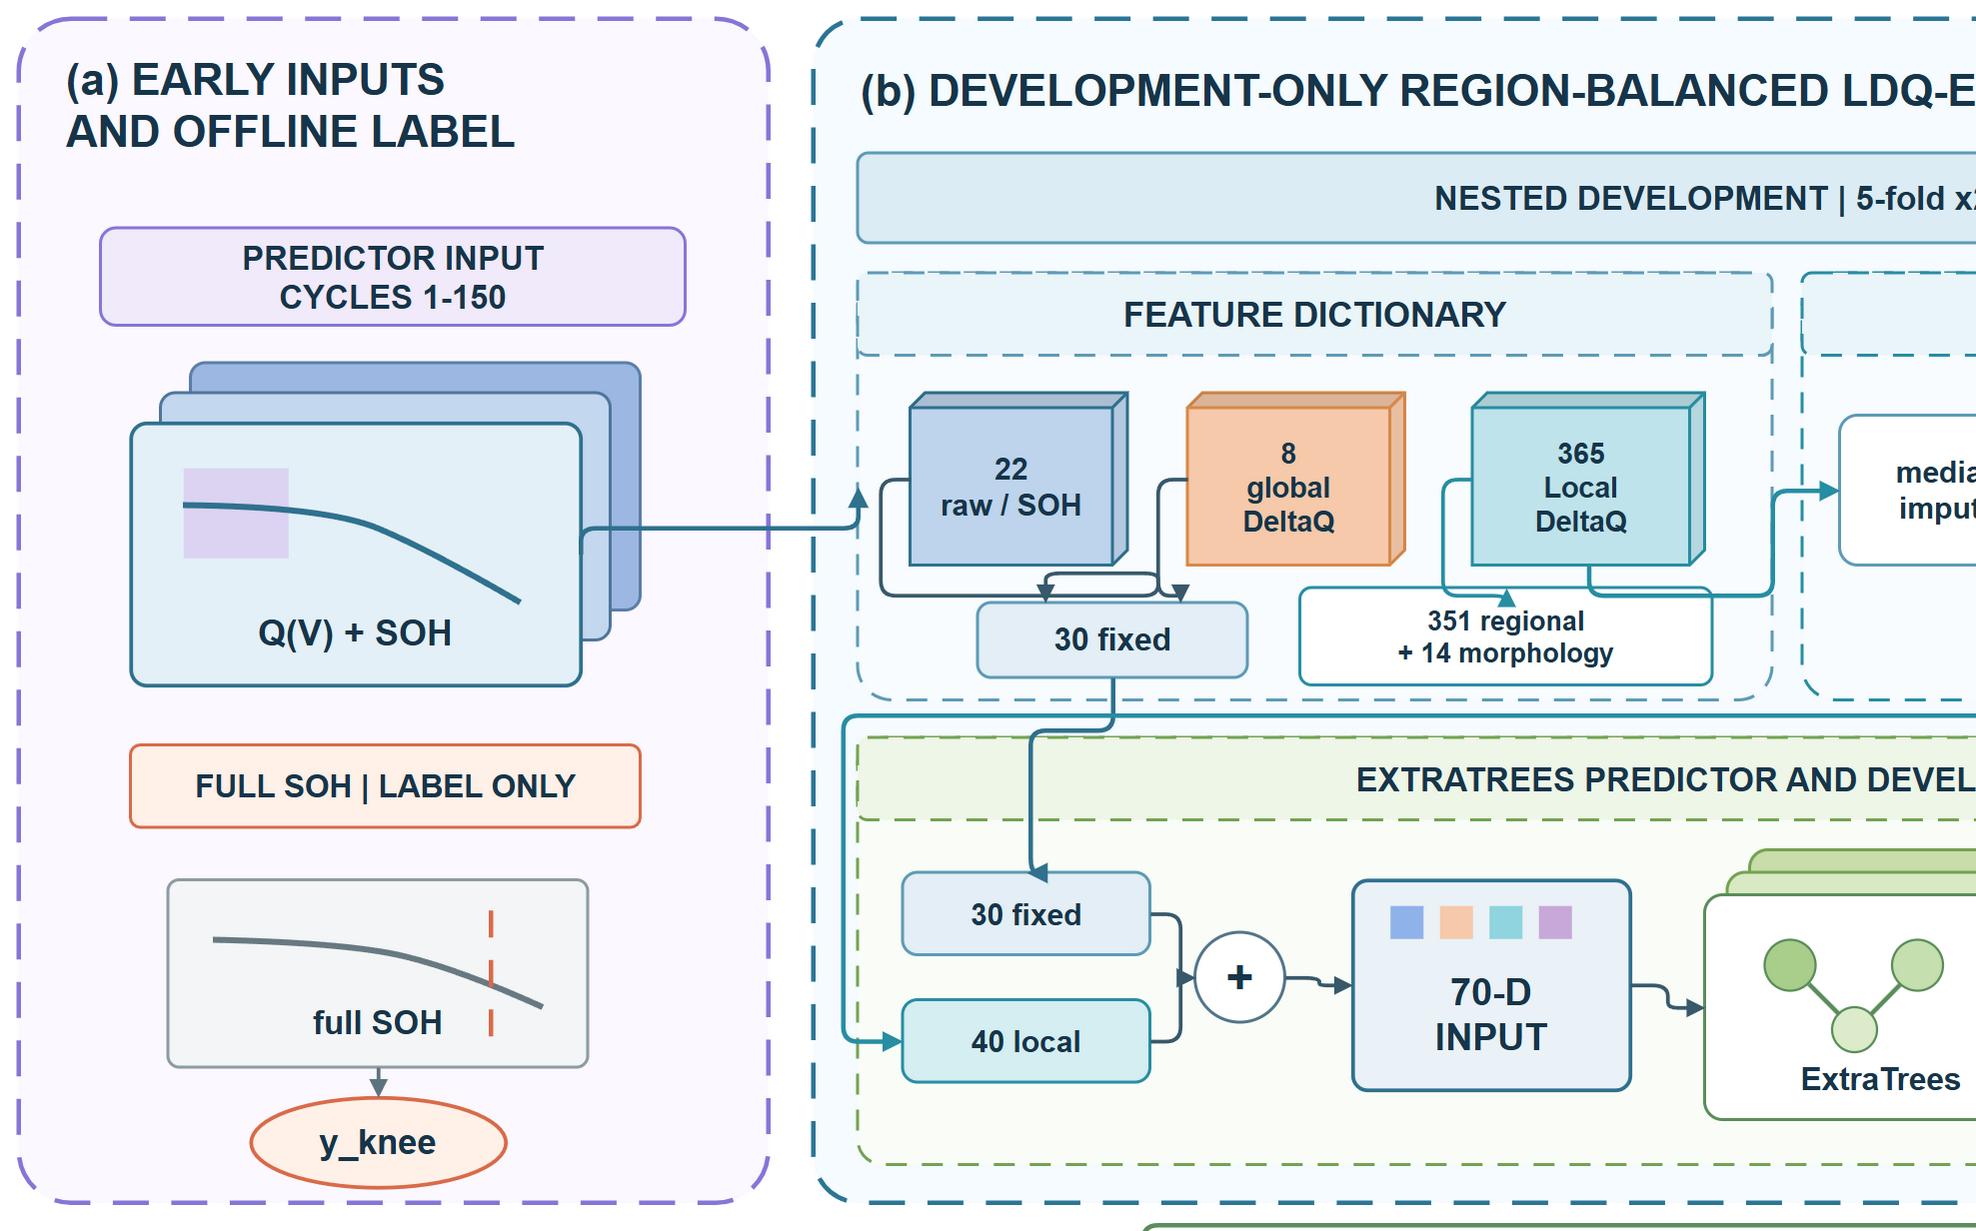 (a) EARLY INPUTS
AND OFFLINE LABEL
PREDICTOR INPUT
CYCLES 1-150
Q(V) + SOH
FULL SOH | LABEL ONLY
full SOH
y_knee
(b) DEVELOPMENT-ONLY REGION-BALANCED LDQ-E
NESTED DEVELOPMENT | 5-fold x
FEATURE DICTIONARY
22
raw / SOH
8
global
DeltaQ
365
Local
DeltaQ
media
imput
30 fixed
351 regional
+ 14 morphology
EXTRATREES PREDICTOR AND DEVEL
30 fixed
40 local
+
70-D
INPUT
ExtraTrees